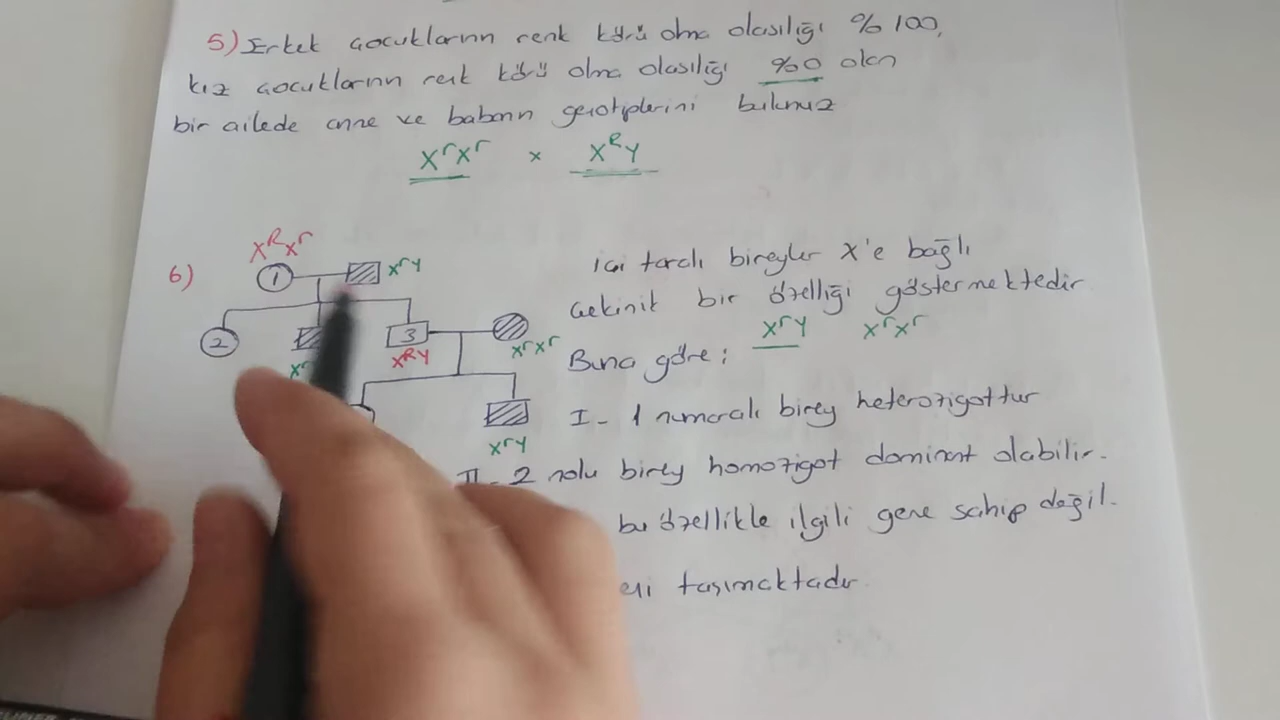 5) Erkek çocuklarının renk körü olma olasılığı %100,
kız çocuklarının renk körü olma olasılığı %0 olan
bir ailede anne ve babanın genotiplerini bulunuz
XʳXʳ x XᴿY
6)
XᴿXʳ
1
XʳY
2
3
XᴿY
XʳXʳ
XʳY
içi taralı bireyler X'e bağlı
çekinik bir özelliği göstermektedir
XʳY XʳXʳ
Buna göre:
I- 1 numaralı birey heterozigottur
II- 2 nolu birey homozigot dominant olabilir.
bu özellikle ilgili gene sahip değil.
taşımaktadır.